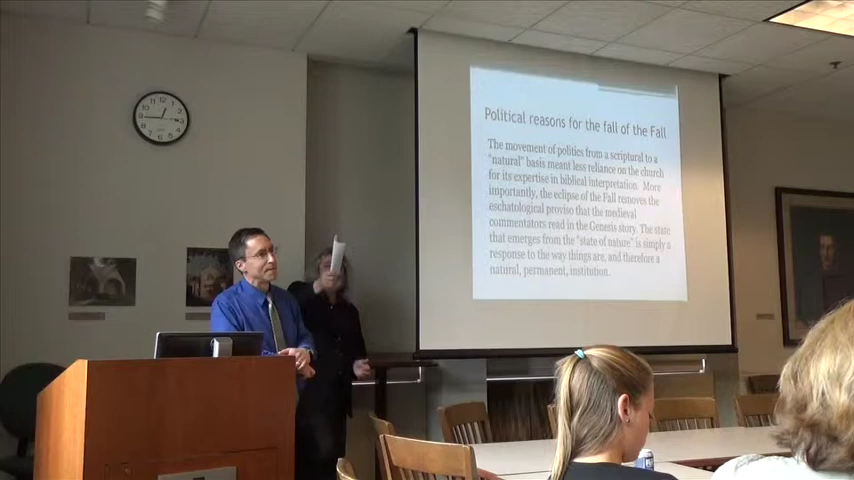 Political reasons for the fall of the Fall
The movement of politics from a scriptural to a
"natural" basis meant less reliance on the church
for its expertise in biblical interpretation. More
importantly, the eclipse of the Fall removes the
eschatological proviso that the medieval
commentators read in the Genesis story. The state
that emerges from the "state of nature" is simply a
response to the way things are, and therefore a
natural, permanent, institution.